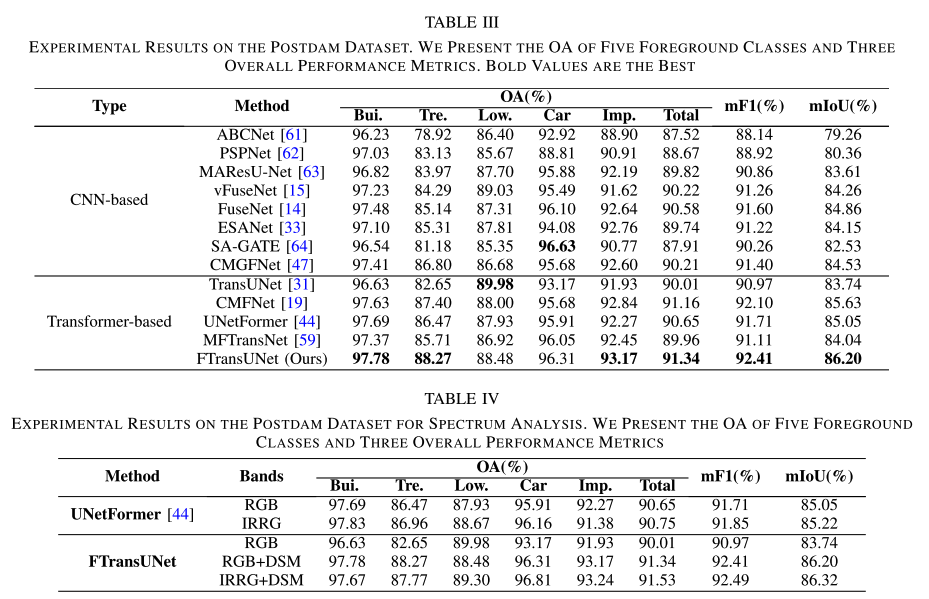 TABLE III
EXPERIMENTAL RESULTS ON THE POSTDAM DATASET. WE PRESENT THE OA OF FIVE FOREGROUND CLASSES AND THREE
OVERALL PERFORMANCE METRICS. BOLD VALUES ARE THE BEST
Type Method OA(%) mF1(%) mIoU(%)
Bui. Tre. Low. Car Imp. Total
CNN-based
ABCNet [61] 96.23 78.92 86.40 92.92 88.90 87.52 88.14 79.26
PSPNet [62] 97.03 83.13 85.67 88.81 90.91 88.67 88.92 80.36
MAResU-Net [63] 96.82 83.97 87.70 95.88 92.19 89.82 90.86 83.61
vFuseNet [15] 97.23 84.29 89.03 95.49 91.62 90.22 91.26 84.26
FuseNet [14] 97.48 85.14 87.31 96.10 92.64 90.58 91.60 84.86
ESANet [33] 97.10 85.31 87.81 94.08 92.76 89.74 91.22 84.15
SA-GATE [64] 96.54 81.18 85.35 96.63 90.77 87.91 90.26 82.53
CMGFNet [47] 97.41 86.80 86.68 95.68 92.60 90.21 91.40 84.53
Transformer-based
TransUNet [31] 96.63 82.65 89.98 93.17 91.93 90.01 90.97 83.74
CMFNet [19] 97.63 87.40 88.00 95.68 92.84 91.16 92.10 85.63
UNetFormer [44] 97.69 86.47 87.93 95.91 92.27 90.65 91.71 85.05
MFTransNet [59] 97.37 85.71 86.92 96.05 92.45 89.96 91.11 84.04
FTransUNet (Ours) 97.78 88.27 88.48 96.31 93.17 91.34 92.41 86.20
TABLE IV
EXPERIMENTAL RESULTS ON THE POSTDAM DATASET FOR SPECTRUM ANALYSIS. WE PRESENT THE OA OF FIVE FOREGROUND
CLASSES AND THREE OVERALL PERFORMANCE METRICS
Method Bands OA(%) mF1(%) mIoU(%)
Bui. Tre. Low. Car Imp. Total
UNetFormer [44]
RGB 97.69 86.47 87.93 95.91 92.27 90.65 91.71 85.05
IRRG 97.83 86.96 88.67 96.16 91.38 90.75 91.85 85.22
FTransUNet
RGB 96.63 82.65 89.98 93.17 91.93 90.01 90.97 83.74
RGB+DSM 97.78 88.27 88.48 96.31 93.17 91.34 92.41 86.20
IRRG+DSM 97.67 87.77 89.30 96.81 93.24 91.53 92.49 86.32